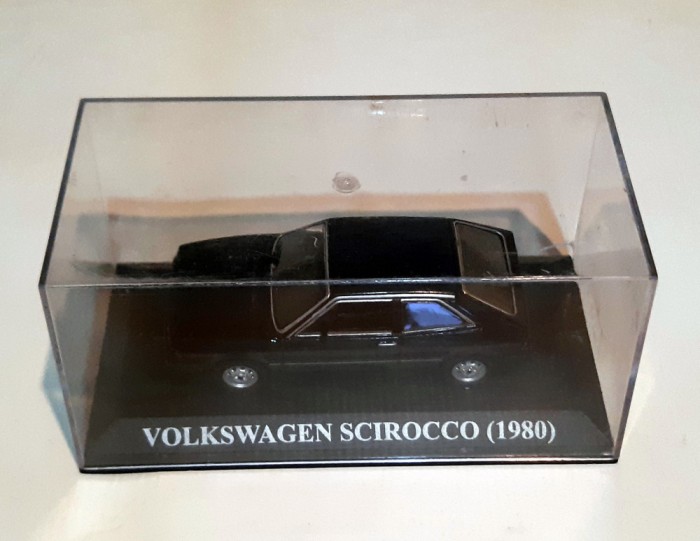 VOLKSWAGEN SCIROCCO (1980)